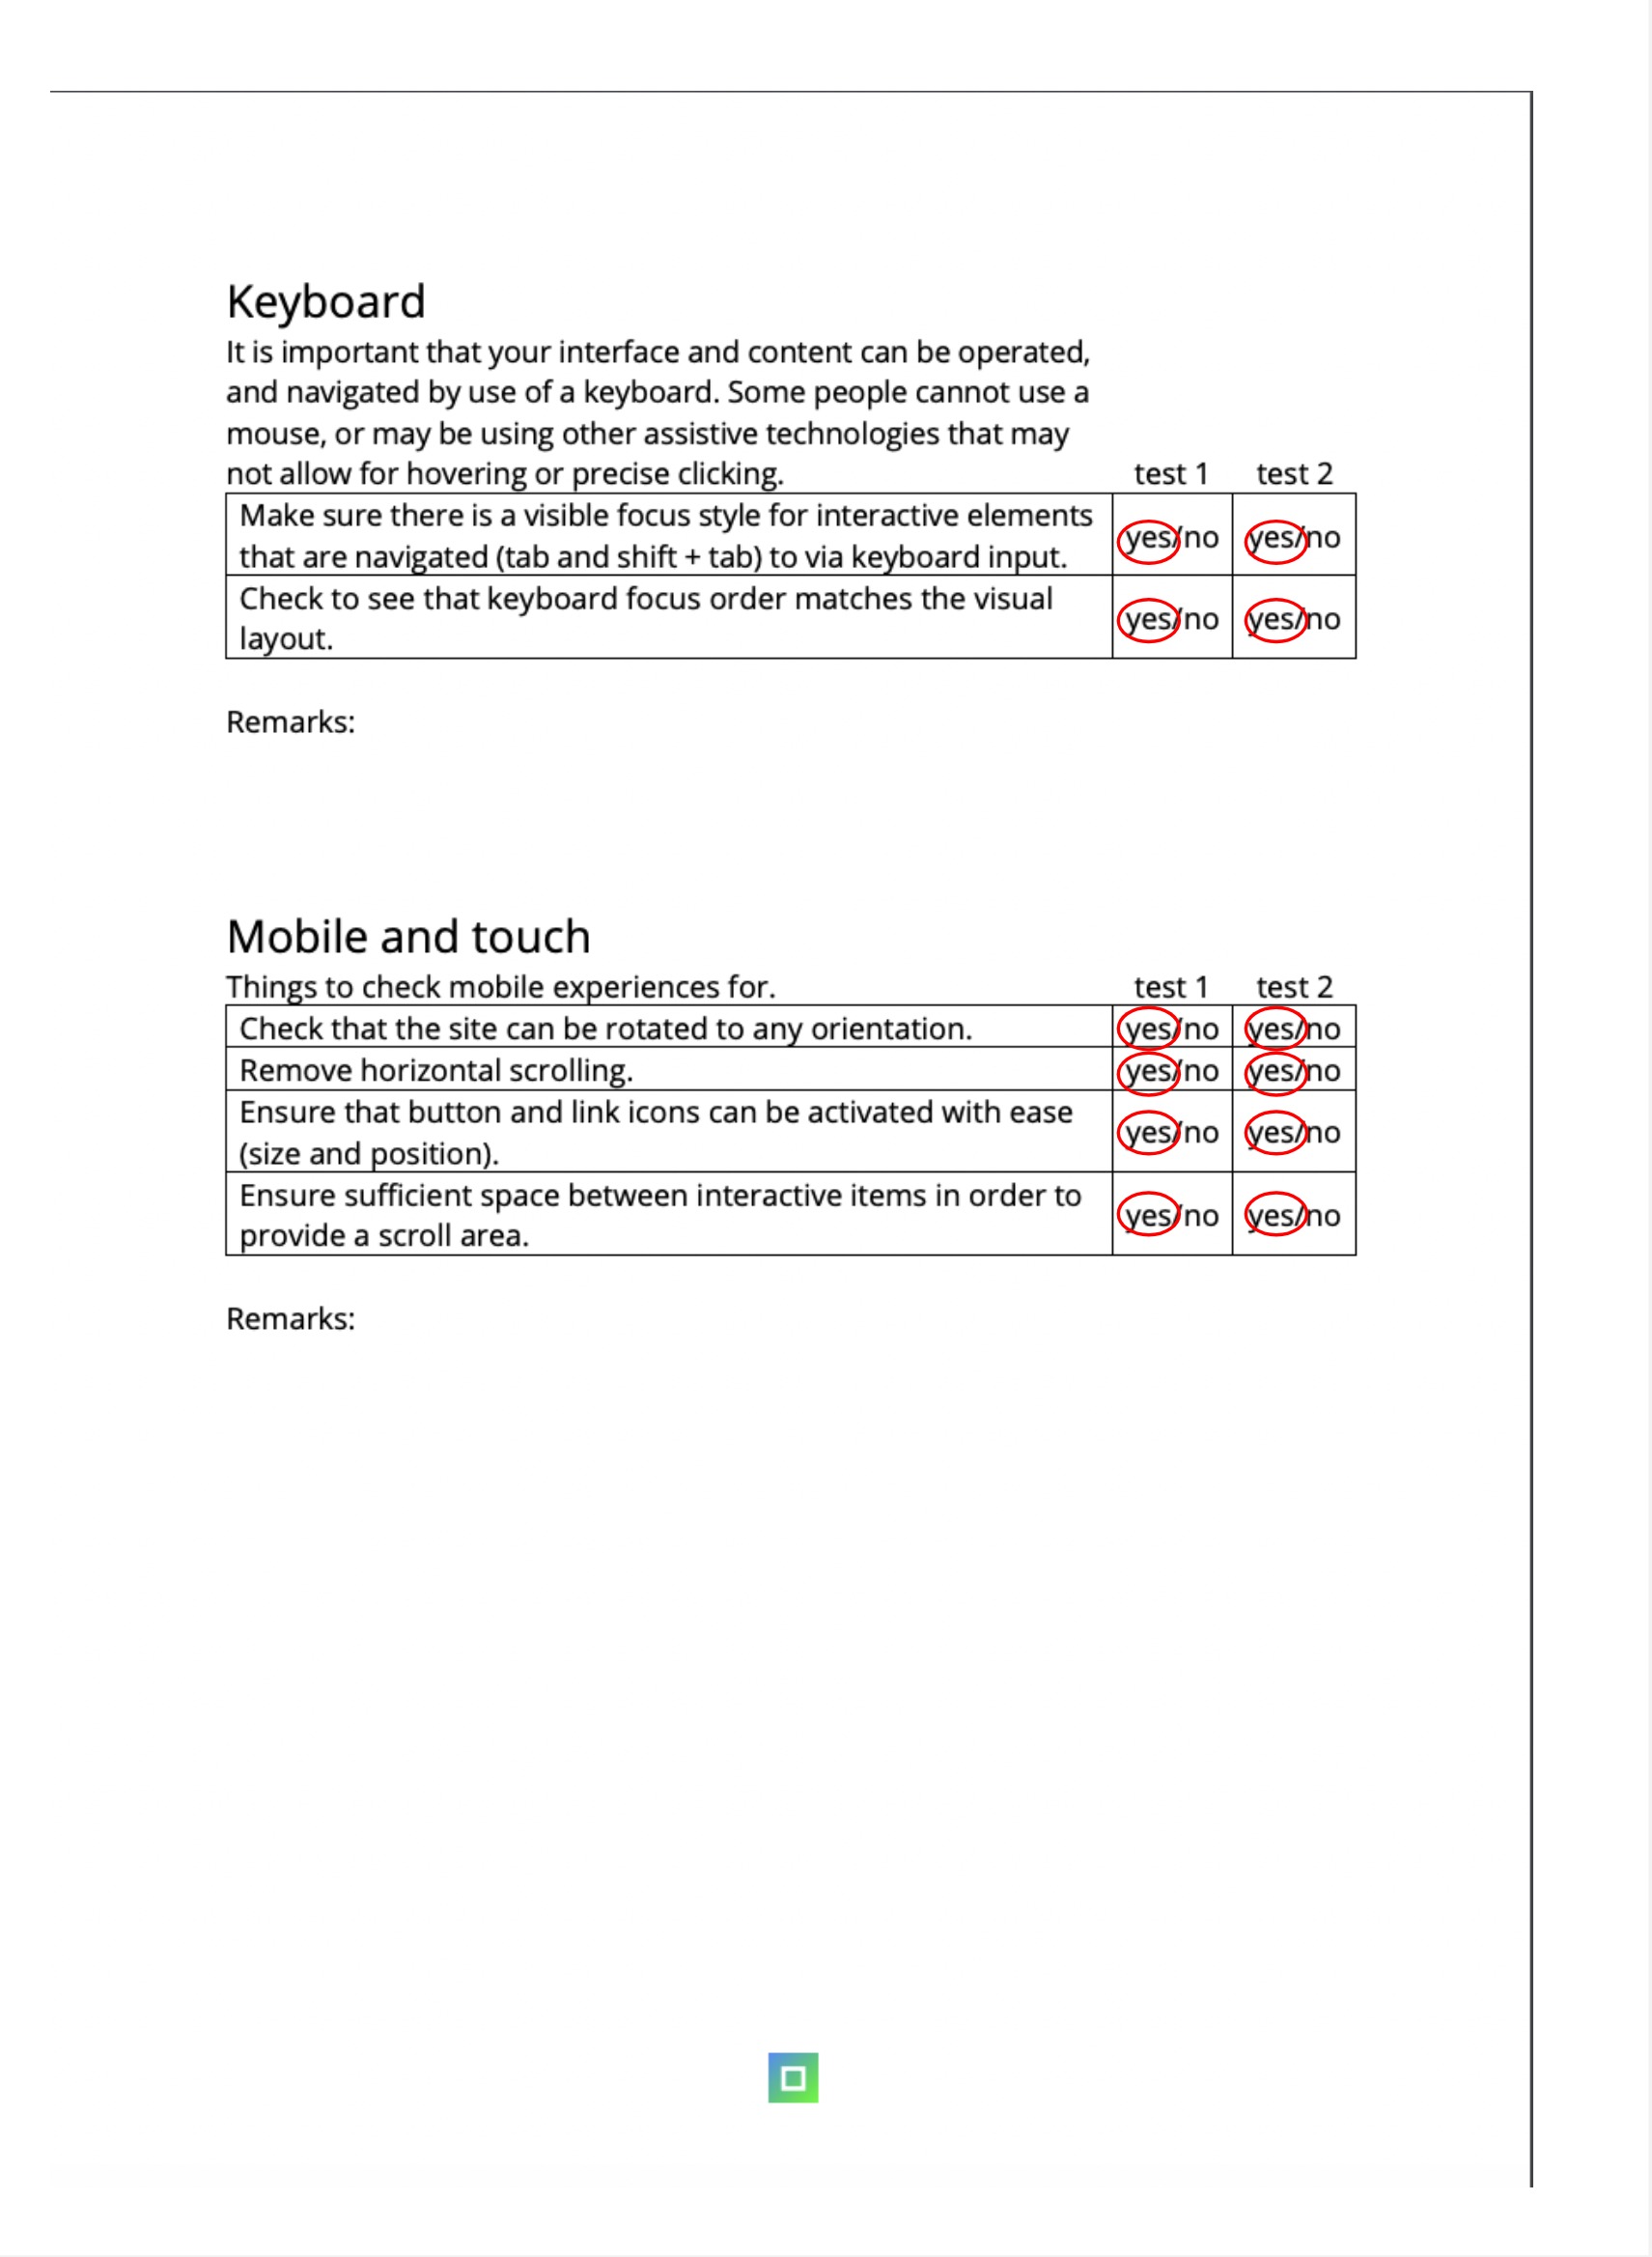 Keyboard
It is important that your interface and content can be operated,
and navigated by use of a keyboard. Some people cannot use a
mouse, or may be using other assistive technologies that may
not allow for hovering or precise clicking. test 1 test 2
Make sure there is a visible focus style for interactive elements
that are navigated (tab and shift + tab) to via keyboard input.
yes/no yes/no
Check to see that keyboard focus order matches the visual
layout.
yes/no yes/no
Remarks:
Mobile and touch
Things to check mobile experiences for. test 1 test 2
Check that the site can be rotated to any orientation. yes/no yes/no
Remove horizontal scrolling. yes/no yes/no
Ensure that button and link icons can be activated with ease
(size and position).
yes/no yes/no
Ensure sufficient space between interactive items in order to
provide a scroll area.
yes/no yes/no
Remarks: